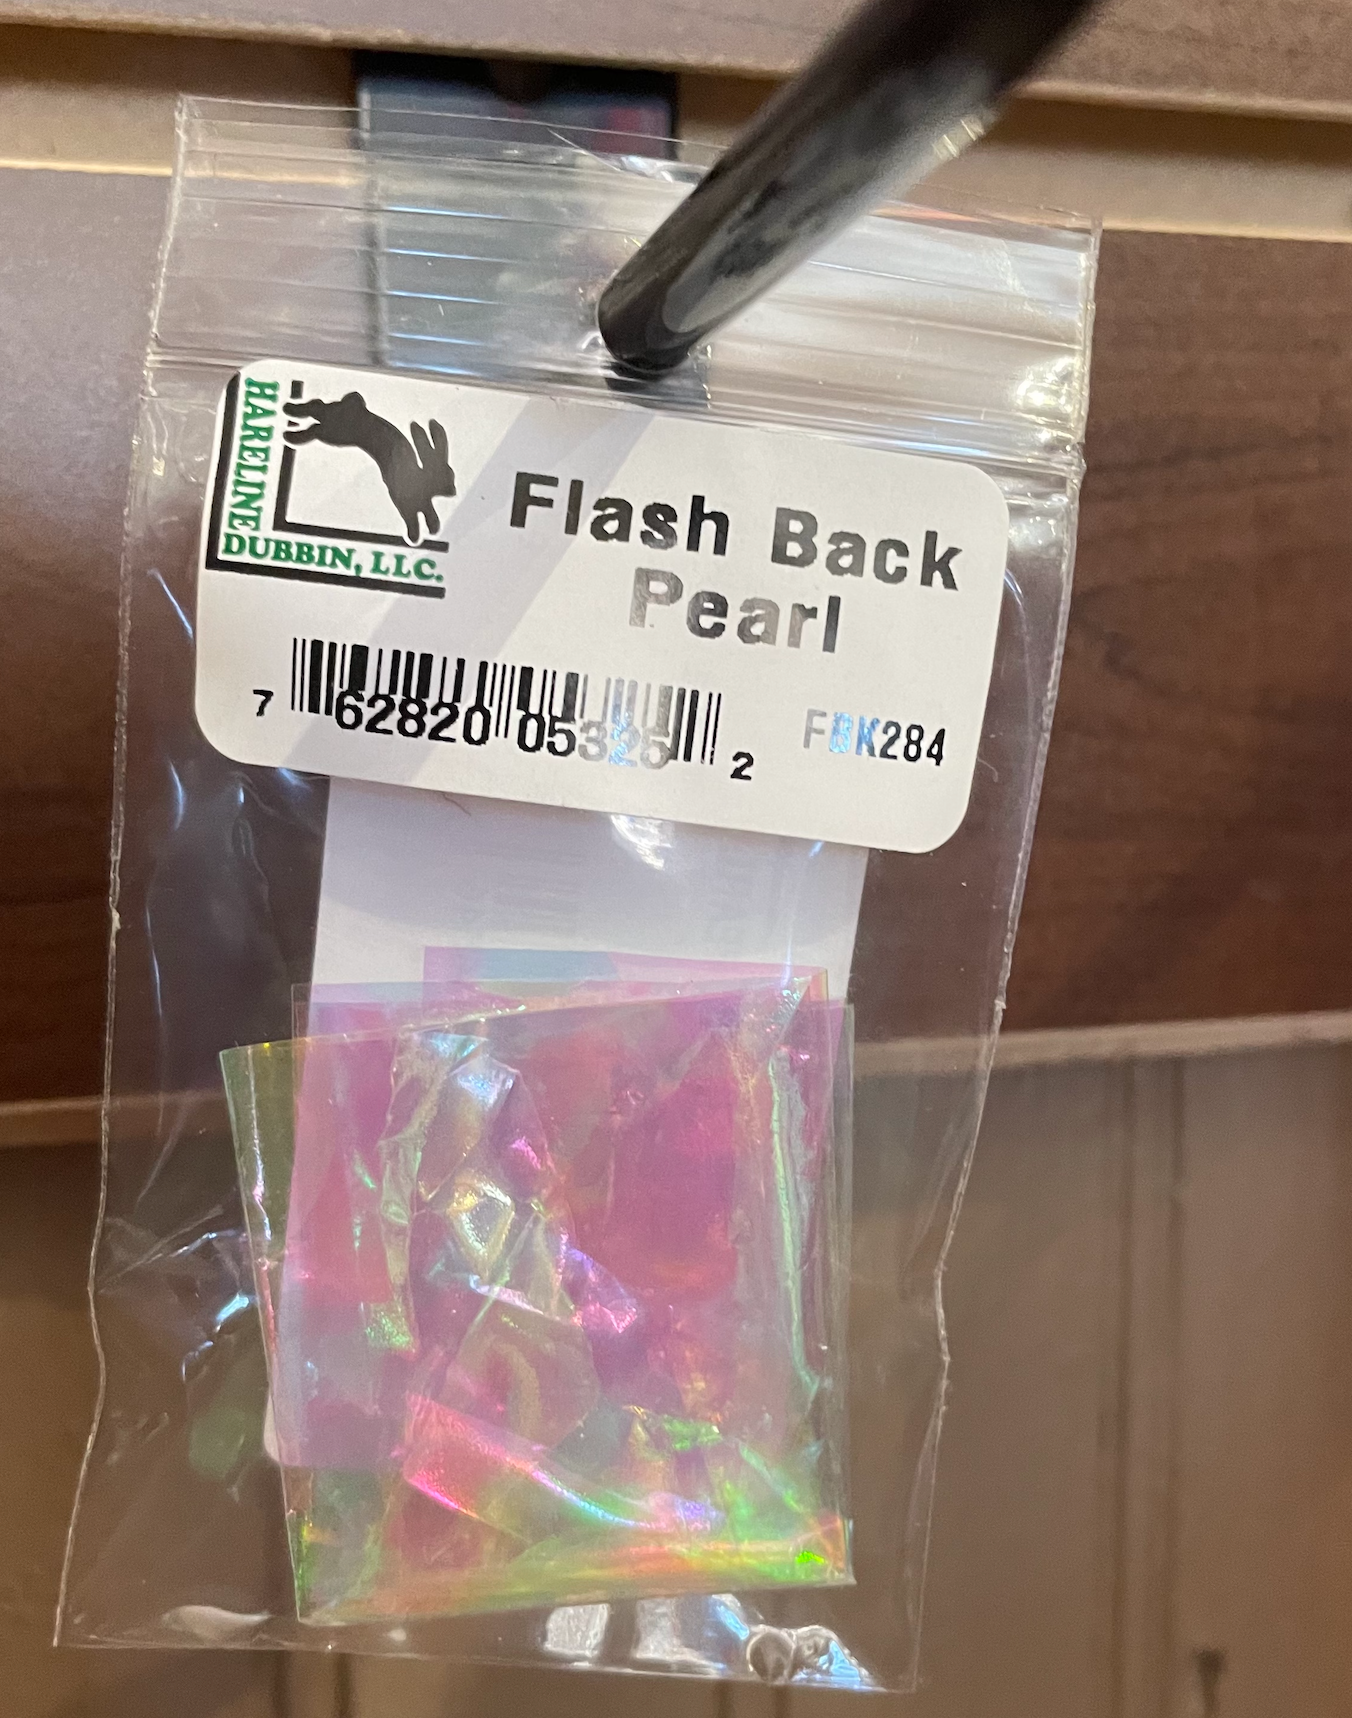 HARELINE
DUBBIN, LLC.
Flash Back
Pearl
7 62820 05325 2
FBK284